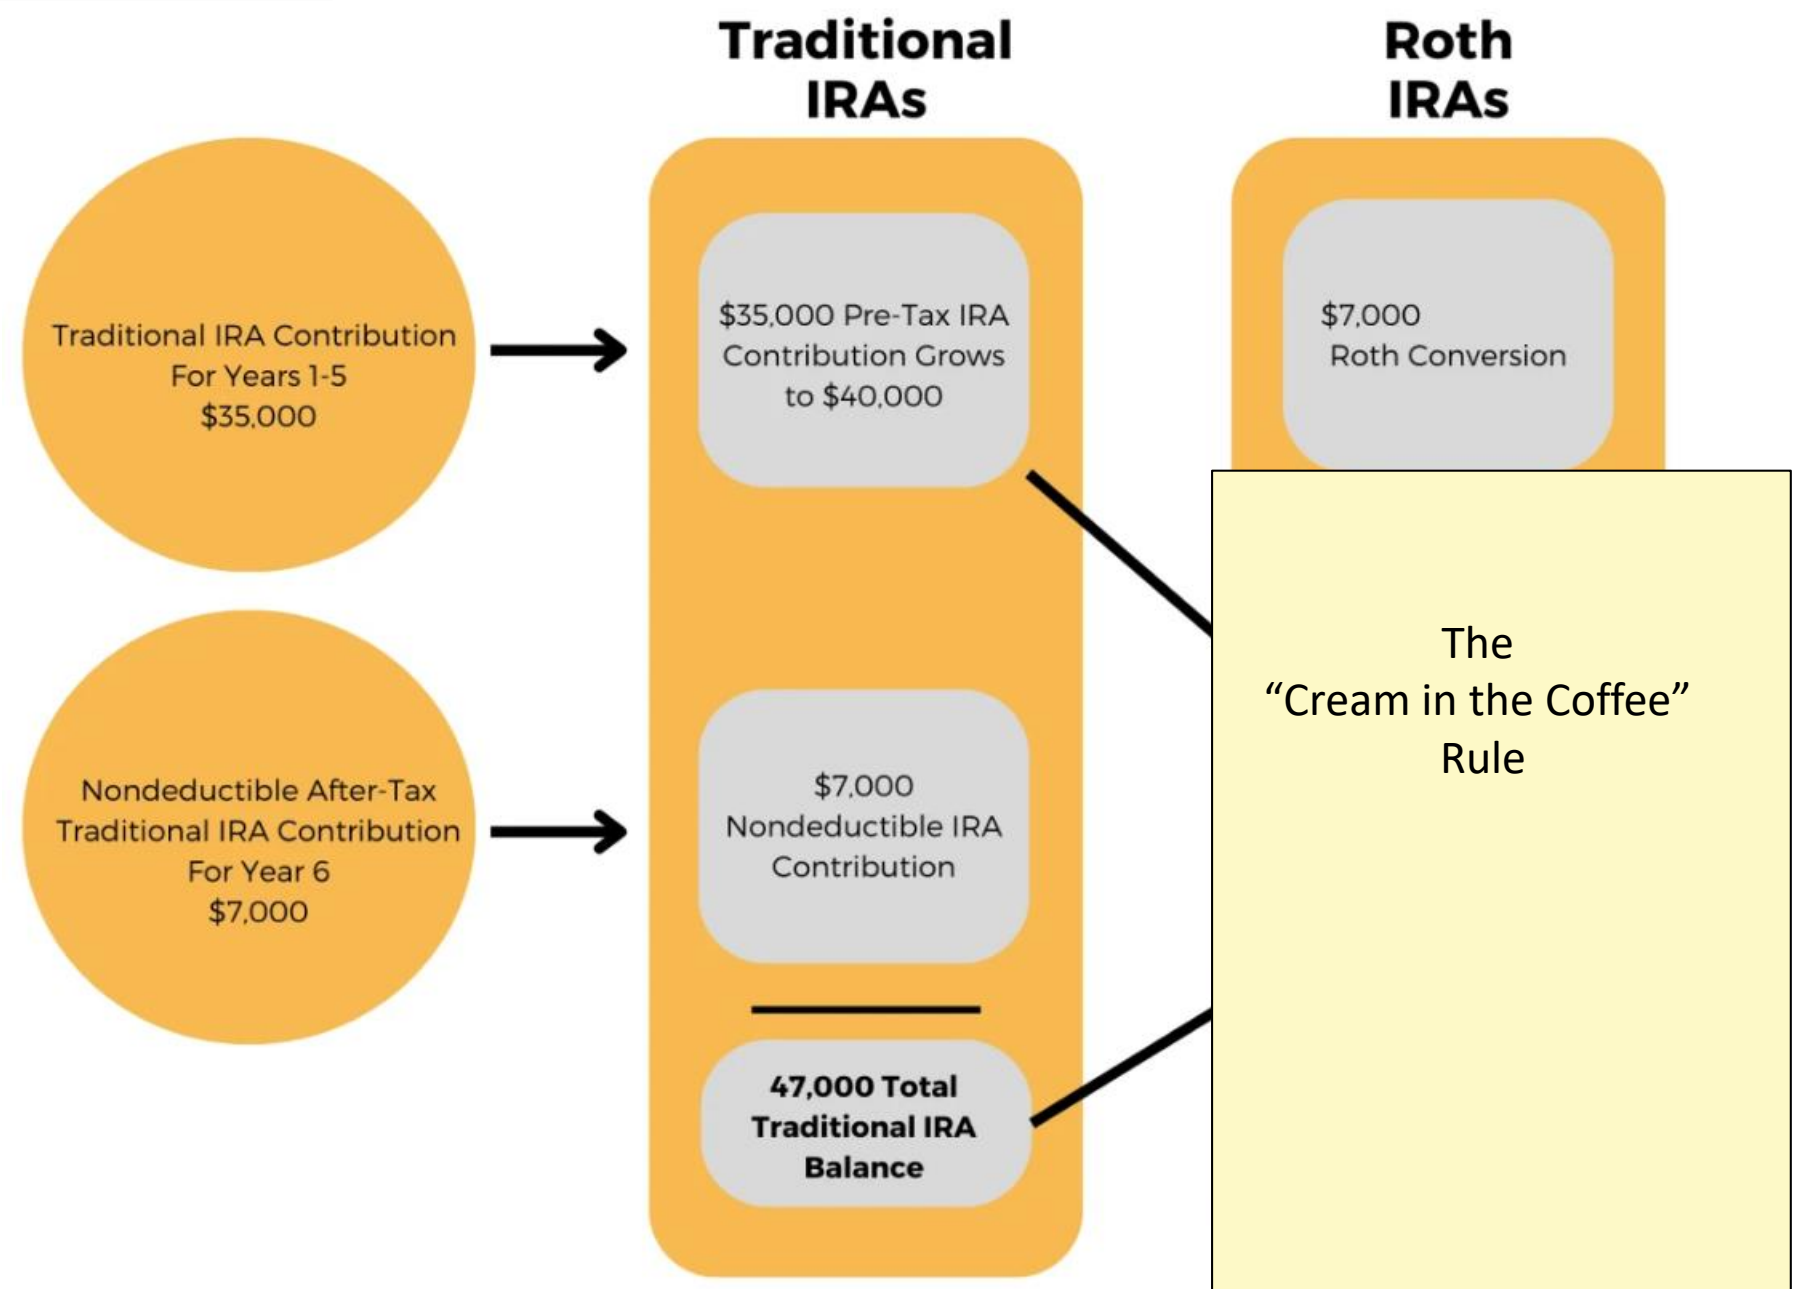 Traditional
IRAs
Roth
IRAs
Traditional IRA Contribution
For Years 1-5
$35,000
$35,000 Pre-Tax IRA
Contribution Grows
to $40,000
$7,000
Roth Conversion
Nondeductible After-Tax
Traditional IRA Contribution
For Year 6
$7,000
$7,000
Nondeductible IRA
Contribution
47,000 Total
Traditional IRA
Balance
The
“Cream in the Coffee”
Rule